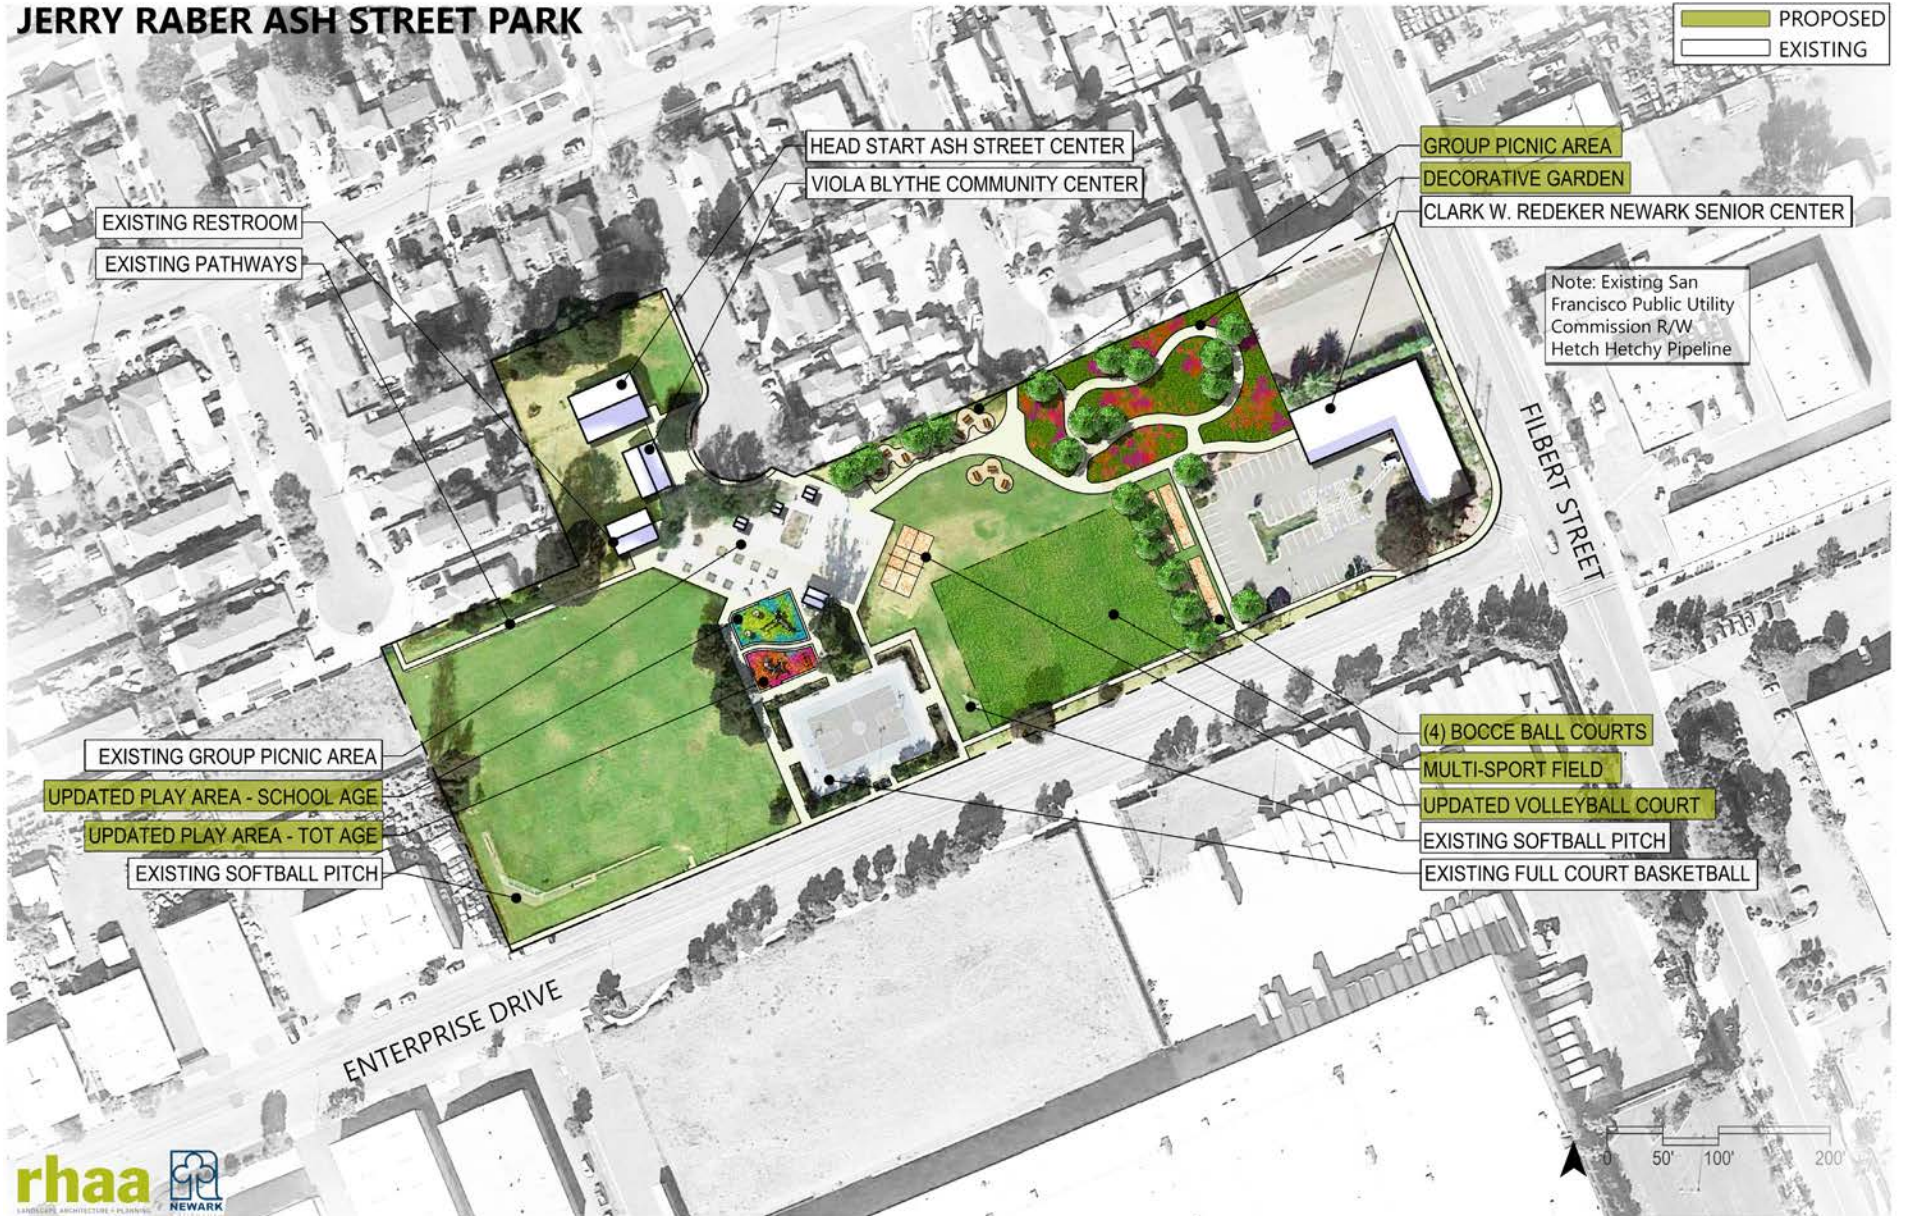 JERRY RABER ASH STREET PARK
PROPOSED
EXISTING
HEAD START ASH STREET CENTER
VIOLA BLYTHE COMMUNITY CENTER
GROUP PICNIC AREA
DECORATIVE GARDEN
CLARK W. REDEKER NEWARK SENIOR CENTER
EXISTING RESTROOM
EXISTING PATHWAYS
Note: Existing San
Francisco Public Utility
Commission R/W
Hetch Hetchy Pipeline
FILBERT STREET
EXISTING GROUP PICNIC AREA
UPDATED PLAY AREA - SCHOOL AGE
UPDATED PLAY AREA - TOT AGE
EXISTING SOFTBALL PITCH
(4) BOCCE BALL COURTS
MULTI-SPORT FIELD
UPDATED VOLLEYBALL COURT
EXISTING SOFTBALL PITCH
EXISTING FULL COURT BASKETBALL
ENTERPRISE DRIVE
0 50' 100' 200'
rhaa
LANDSCAPE ARCHITECTURE + PLANNING
NEWARK